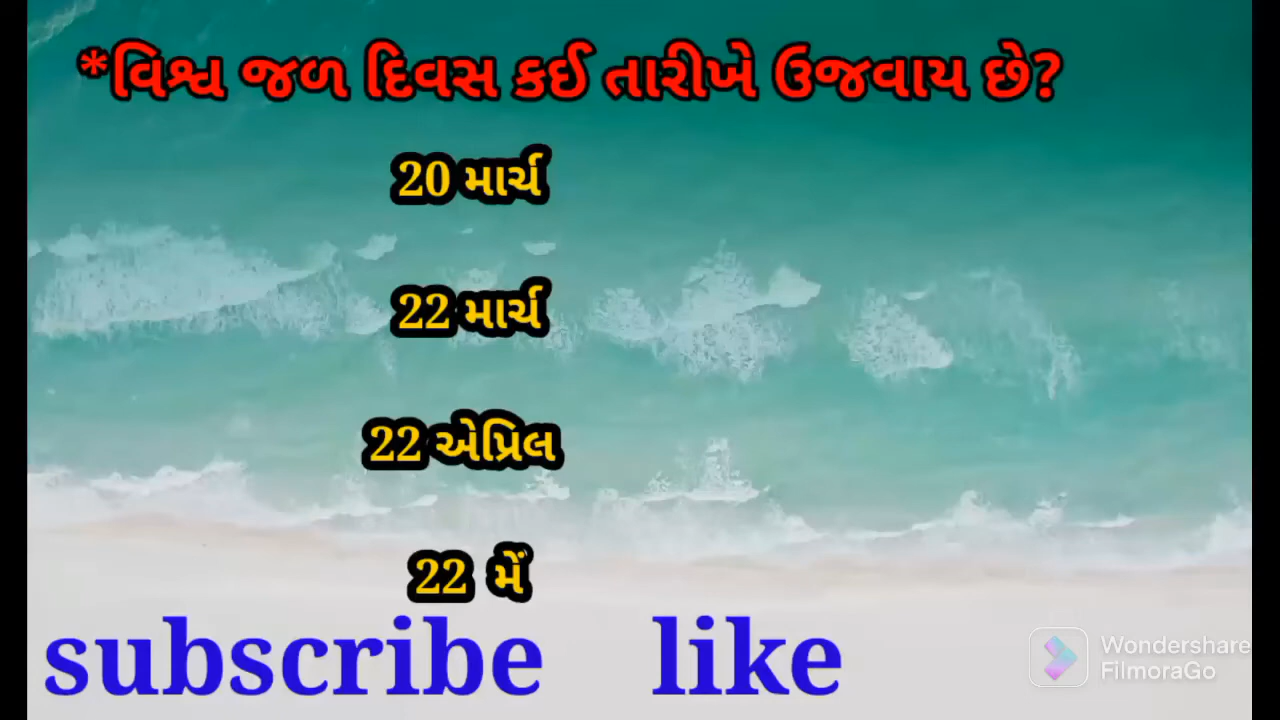 *વિશ્વ જળ દિવસ કઈ તારીખે ઉજવાય છે?
20 માર્ચ
22 માર્ચ
22 એપ્રિલ
22 મેં
subscribe like
Wondershare
FilmoraGo